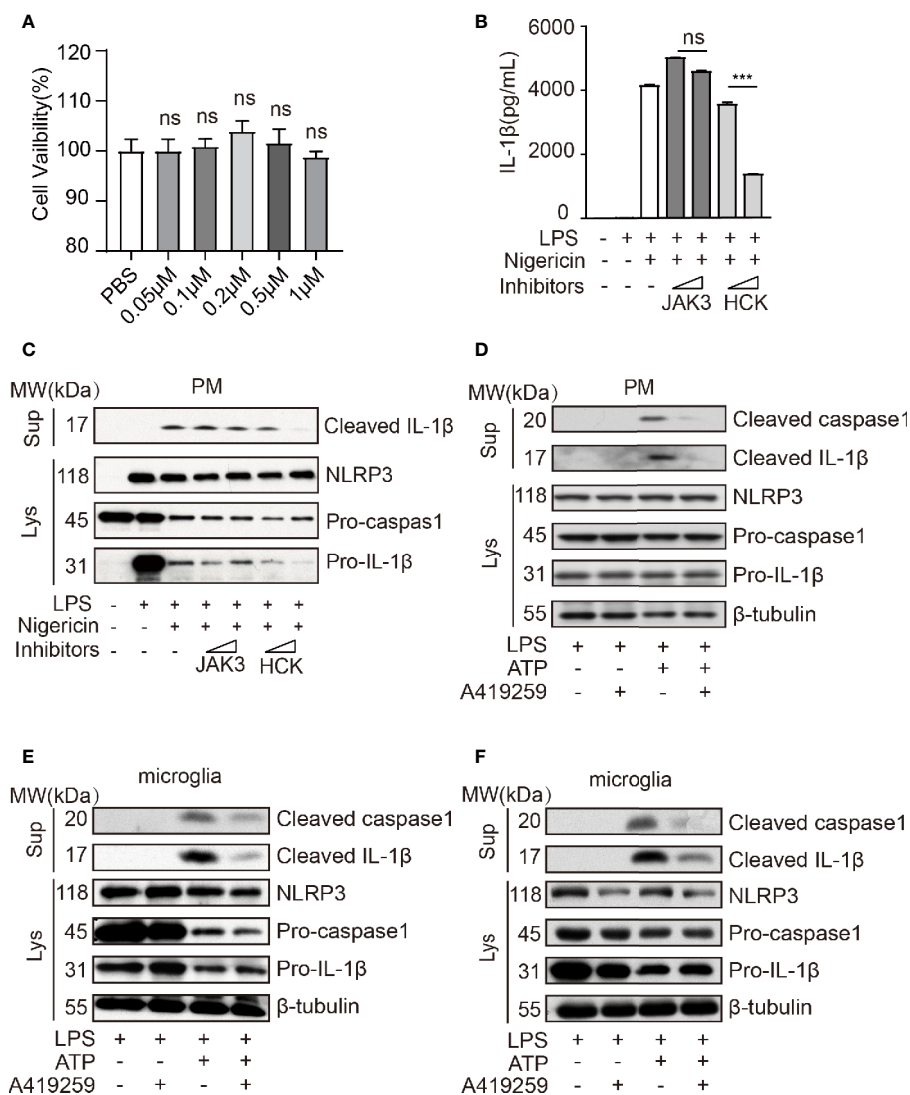 A
Cell Vailbility(%)
120
110
100
90
80
ns
ns
ns
ns
ns
PBS
0.05μM
0.1μM
0.2μM
0.5μM
1μM
B
IL-1β(pg/mL)
6000
4000
2000
0
ns
***
LPS - + + + + + +
Nigericin - - + + + + +
Inhibitors - - -
JAK3 HCK
C
MW(kDa) PM
Sup 17 Cleaved IL-1β
Lys
118 NLRP3
45 Pro-caspas1
31 Pro-IL-1β
LPS - + + + + + +
Nigericin - - + + + + +
Inhibitors - - -
JAK3 HCK
D
MW(kDa) PM
Sup
20 Cleaved caspase1
17 Cleaved IL-1β
Lys
118 NLRP3
45 Pro-caspase1
31 Pro-IL-1β
55 β-tubulin
LPS + + + +
ATP - - + +
A419259 - + - +
E
microglia
MW(kDa)
Sup
20 Cleaved caspase1
17 Cleaved IL-1β
Lys
118 NLRP3
45 Pro-caspase1
31 Pro-IL-1β
55 β-tubulin
LPS + + + +
ATP - - + +
A419259 - + - +
F
microglia
MW(kDa)
Sup
20 Cleaved caspase1
17 Cleaved IL-1β
Lys
118 NLRP3
45 Pro-caspase1
31 Pro-IL-1β
55 β-tubulin
LPS + + + +
ATP - - + +
A419259 - + - +